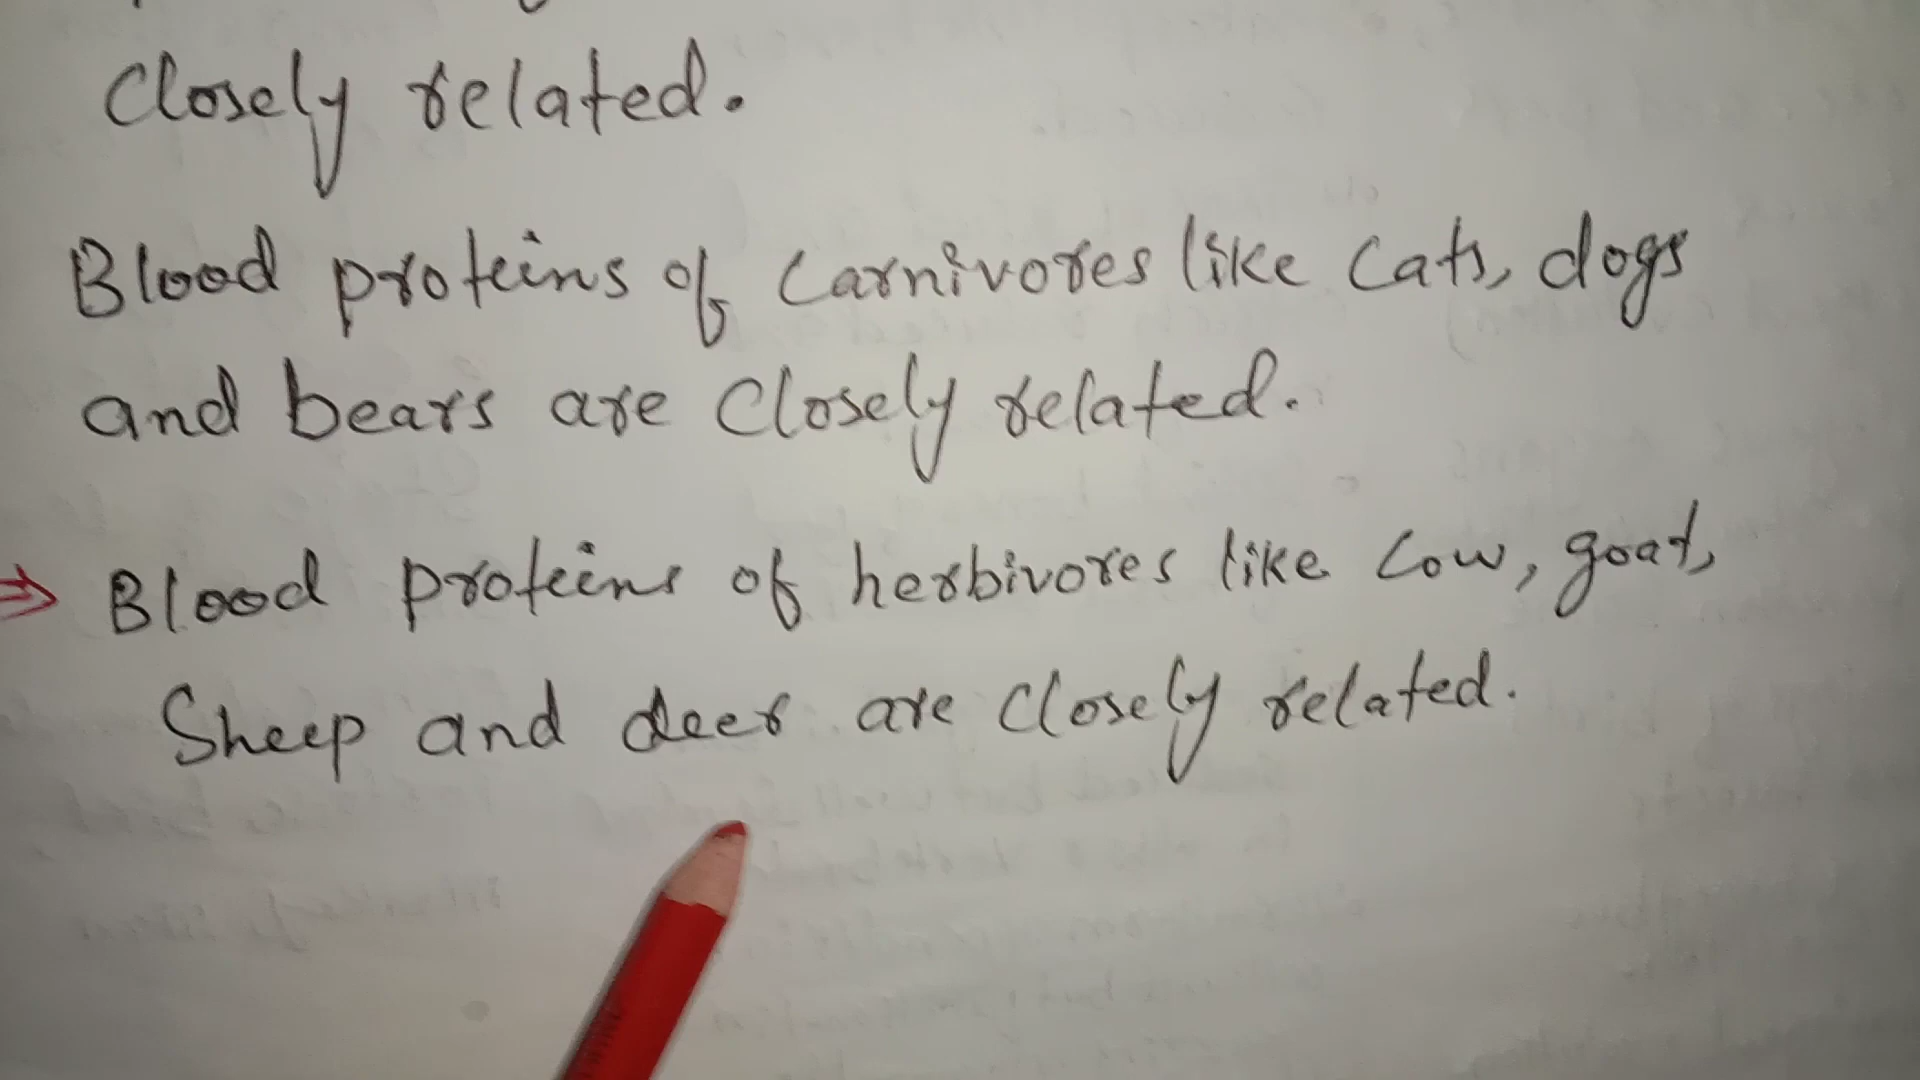 Closely related.
Blood proteins of Carnivores like Cats, dogs
and bears are Closely related.
⇒ Blood proteins of herbivores like Cow, goat,
Sheep and deer are Closely related.